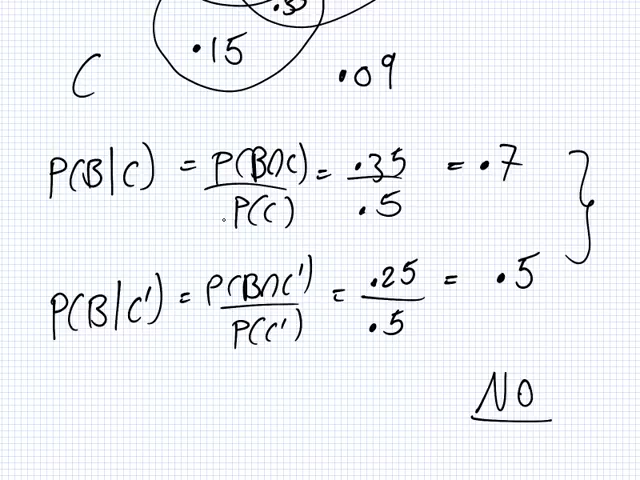 .15
C
.09
P(B|C) = P(B∩C)/P(C) = .35/.5 = .7 }
P(B|C') = P(B∩C')/P(C') = .25/.5 = .5
NO